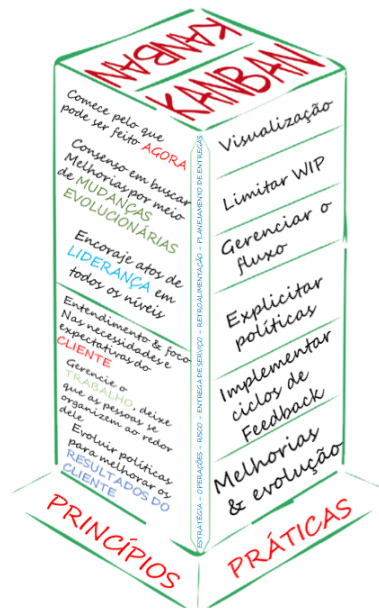 KANBAN
KANBAN
Comece pelo que
pode ser feito AGORA
Consenso em buscar
Melhorias por meio
de MUDANÇAS
EVOLUCIONÁRIAS
Encoraje atos de
LIDERANÇA em
todos os níveis
Entendimento & foco
Nas necessidades e
expectativas do
CLIENTE
Gerencie o
TRABALHO, deixe
que as pessoas se
organizem ao redor
dele
Evoluir políticas
para melhorar os
RESULTADOS DO
CLIENTE
PRINCÍPIOS
ESTRATÉGIA – OPERAÇÕES – RISCO – ENTREGA DE SERVIÇO – RETROALIMENTAÇÃO – PLANEJAMENTO DE ENTREGAS
Visualização
Limitar WIP
Gerenciar o
fluxo
Explicitar
políticas
Implementar
ciclos de
Feedback
Melhorias
& evolução
PRÁTICAS